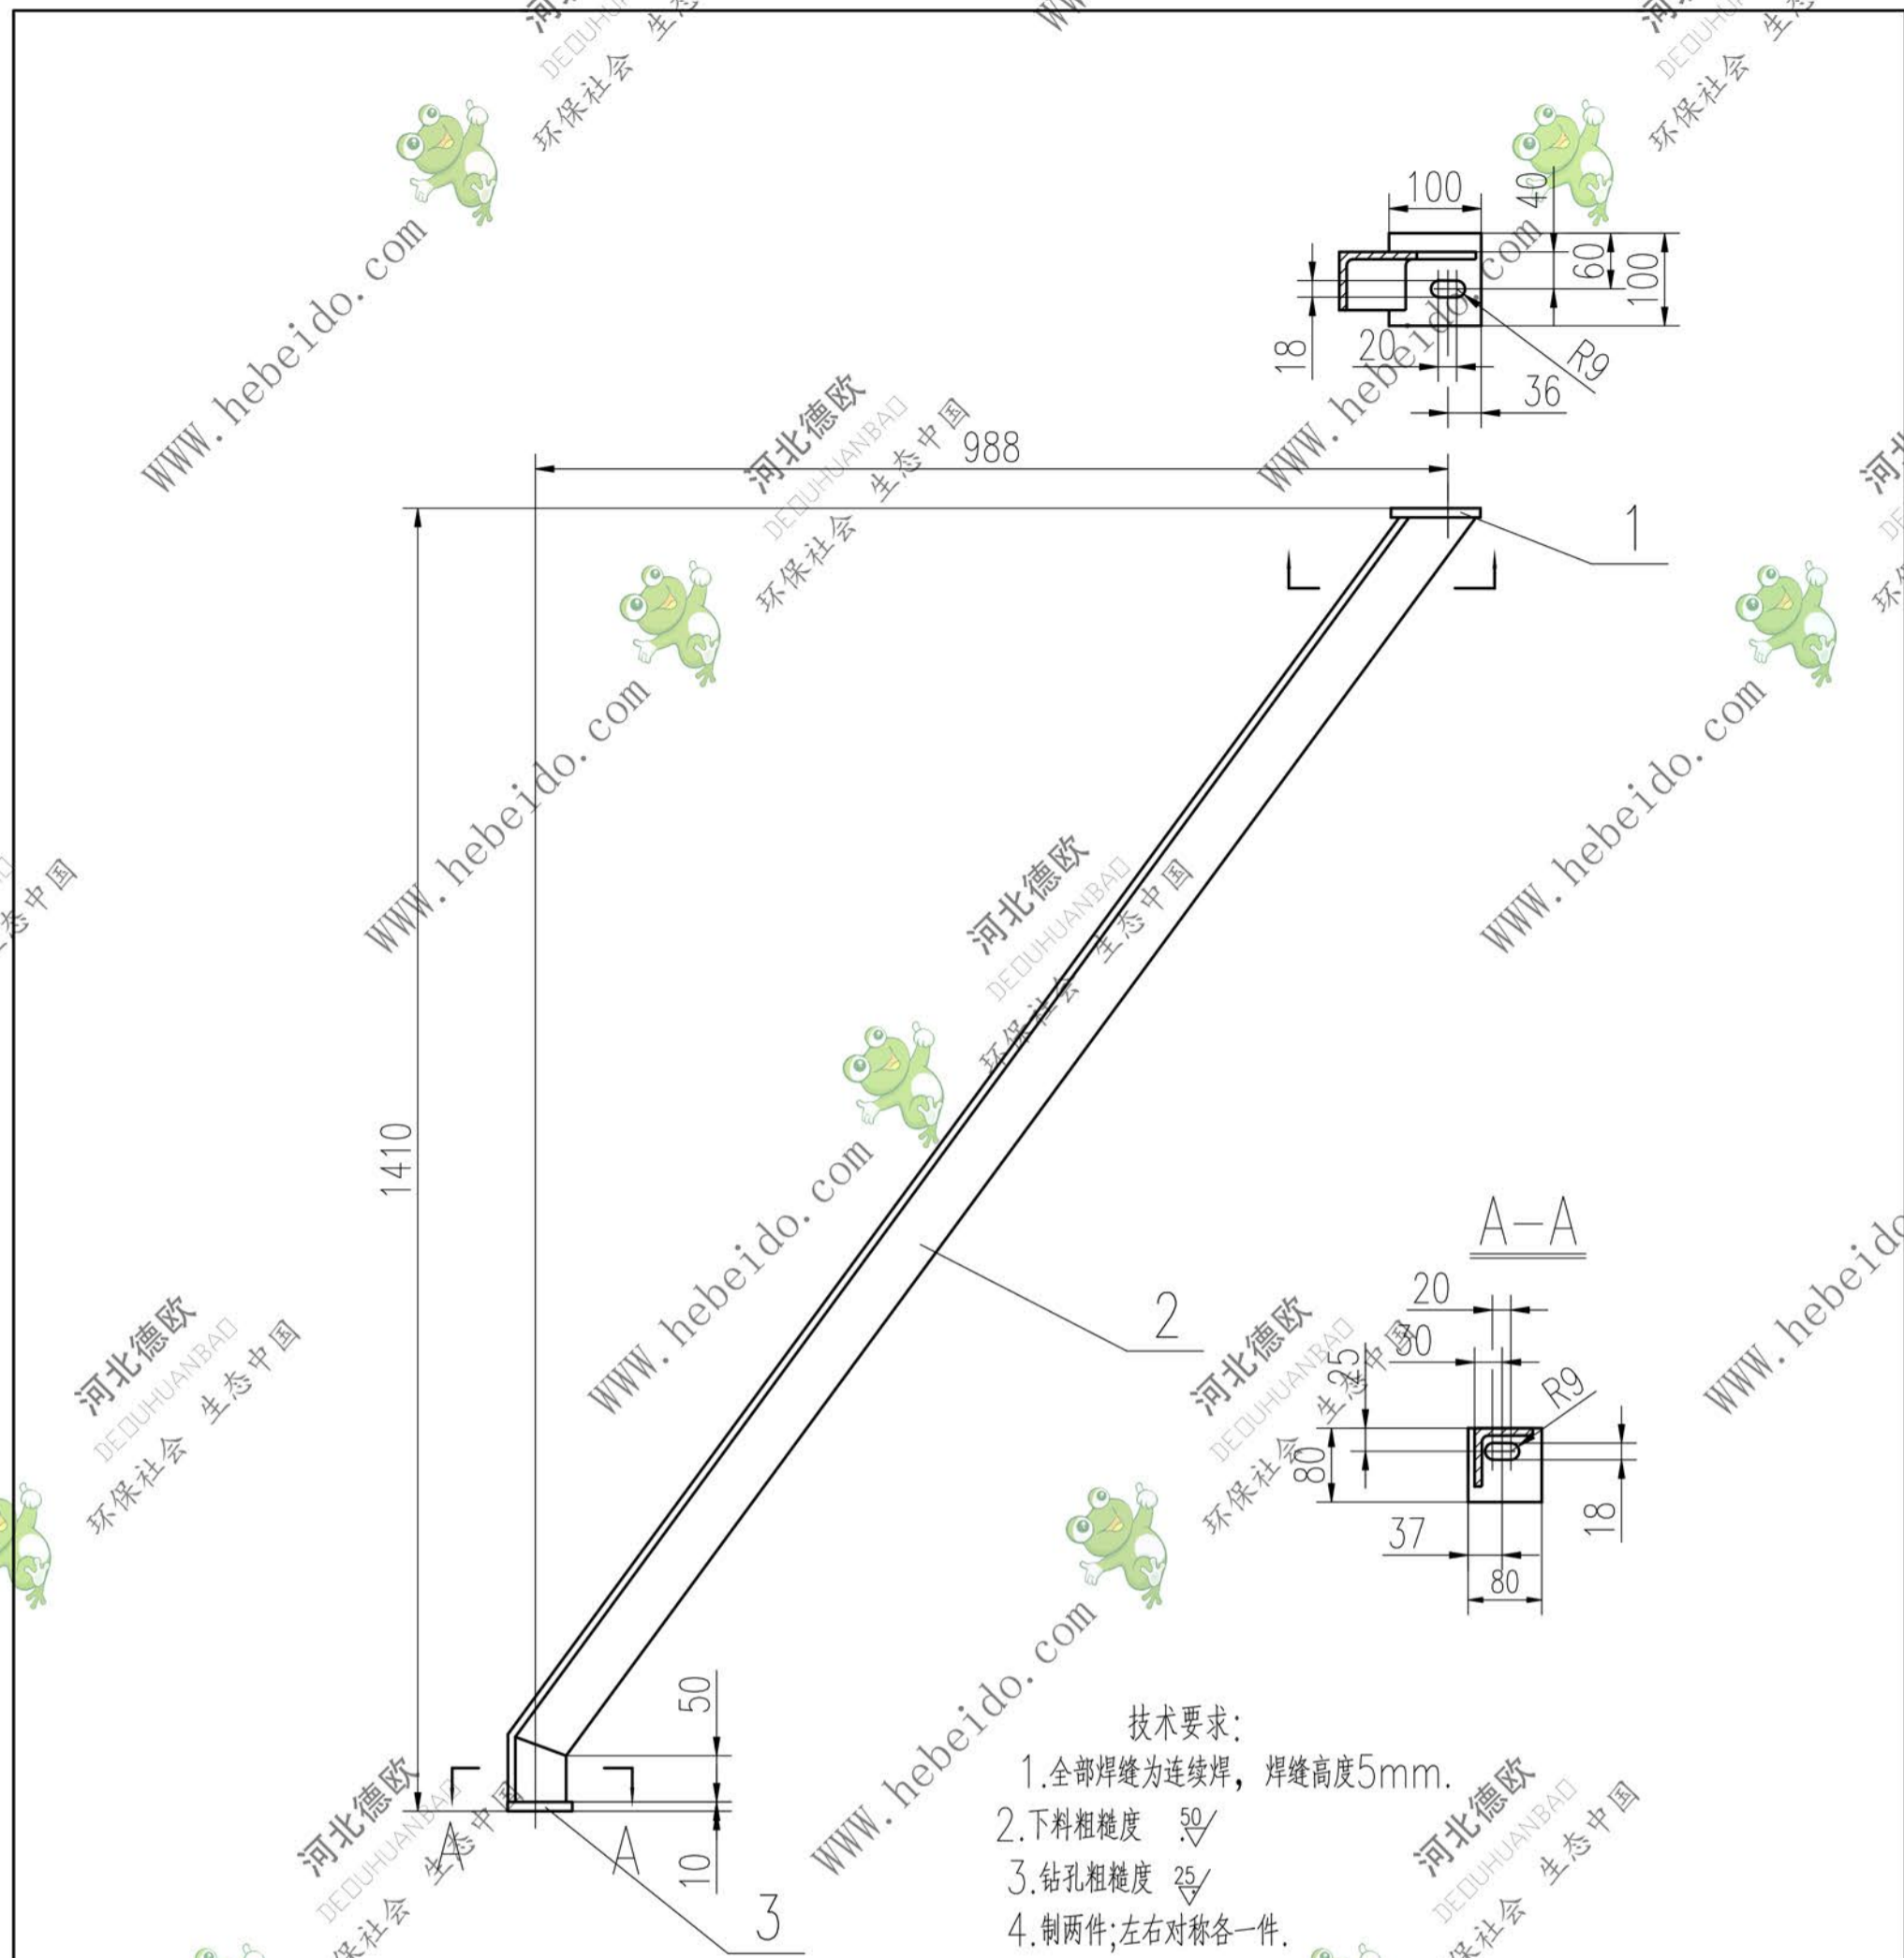 河北德欧
DEOUHUANBAO
环保社会 生态中国
WWW.hebeido.com
100
40
60
100
18
20
R9
36
988
1
1410
2
A-A
20
30
25
R9
80
18
37
80
50
10
A
A
3
技术要求:
1.全部焊缝为连续焊，焊缝高度5mm.
2.下料粗糙度 50
3.钻孔粗糙度 25
4.制两件;左右对称各一件.